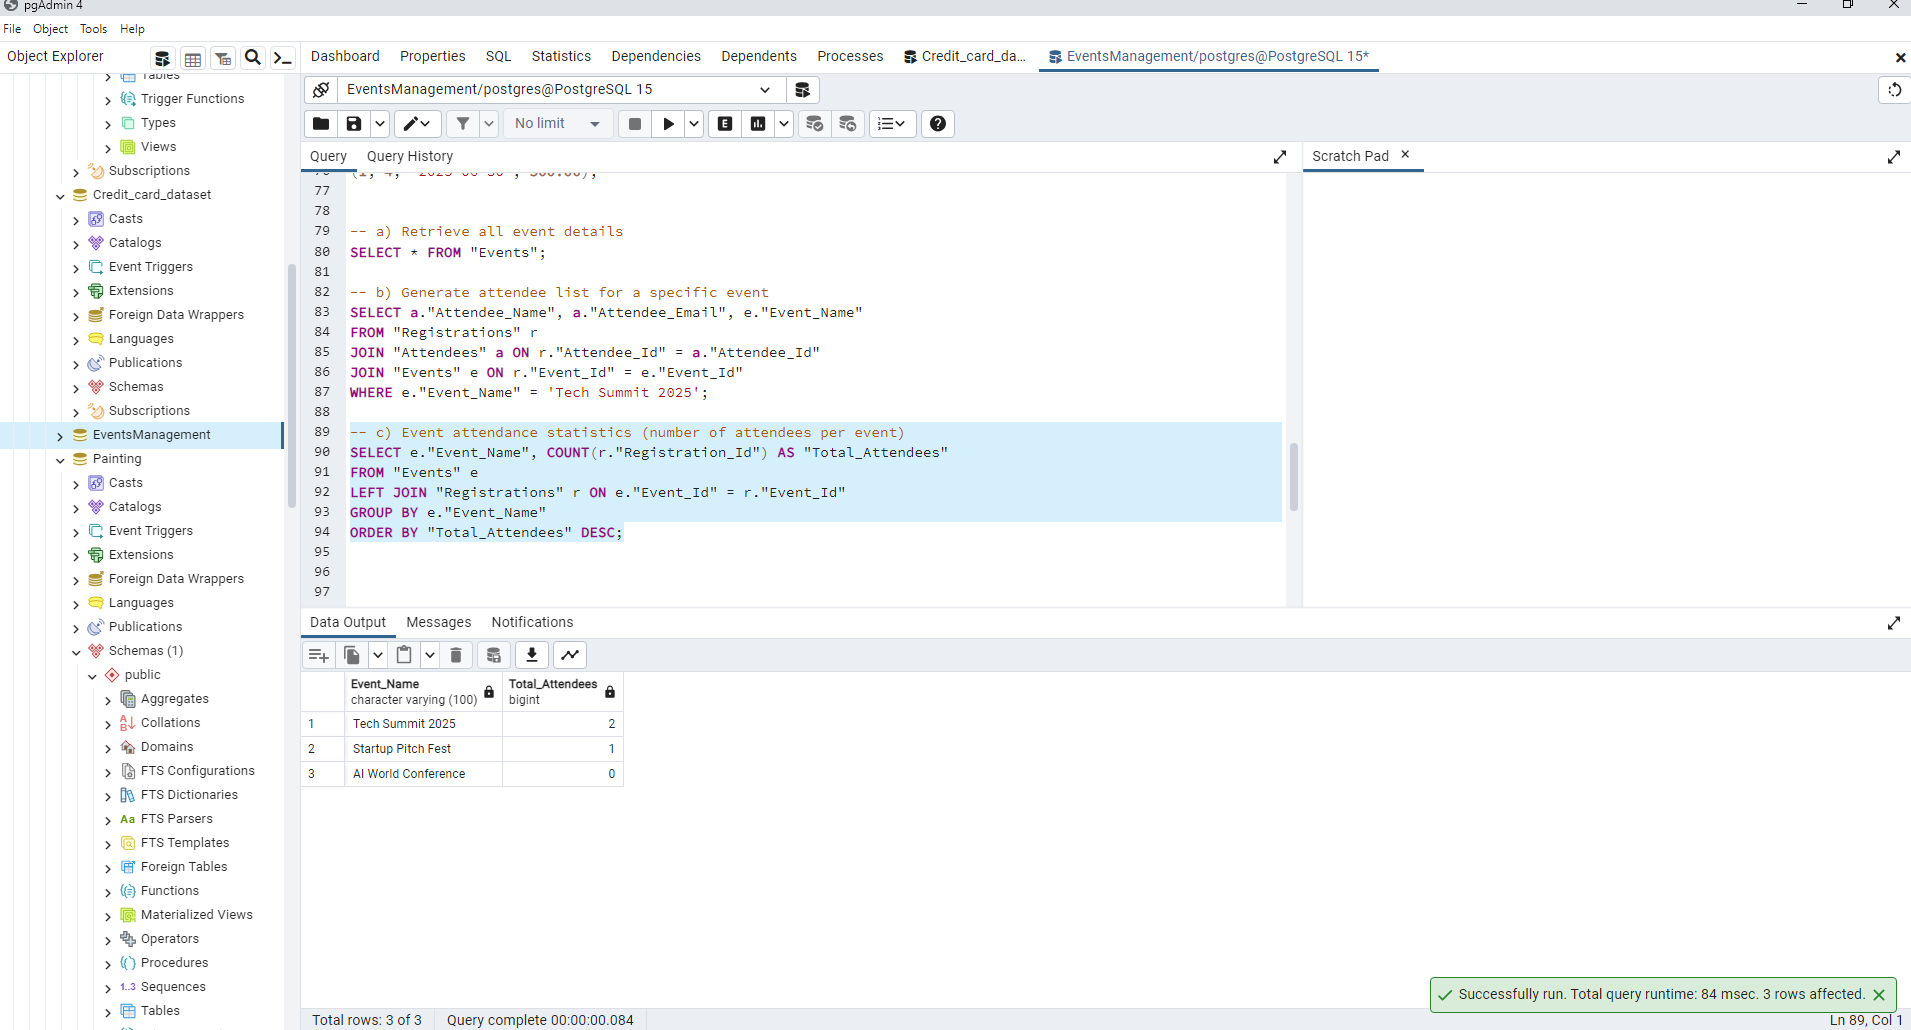 pgAdmin 4
File Object Tools Help
Object Explorer
Dashboard Properties SQL Statistics Dependencies Dependents Processes Credit_card_da... EventsManagement/postgres@PostgreSQL 15*
Tables
Trigger Functions
Types
Views
Subscriptions
Credit_card_dataset
Casts
Catalogs
Event Triggers
Extensions
Foreign Data Wrappers
Languages
Publications
Schemas
Subscriptions
EventsManagement
Painting
Casts
Catalogs
Event Triggers
Extensions
Foreign Data Wrappers
Languages
Publications
Schemas (1)
public
Aggregates
Collations
Domains
FTS Configurations
FTS Dictionaries
Aa FTS Parsers
FTS Templates
Foreign Tables
Functions
Materialized Views
Operators
Procedures
1..3 Sequences
Tables
EventsManagement/postgres@PostgreSQL 15
No limit
E
Query Query History
Scratch Pad
77
78
79 -- a) Retrieve all event details
80 SELECT * FROM "Events";
81
82 -- b) Generate attendee list for a specific event
83 SELECT a."Attendee_Name", a."Attendee_Email", e."Event_Name"
84 FROM "Registrations" r
85 JOIN "Attendees" a ON r."Attendee_Id" = a."Attendee_Id"
86 JOIN "Events" e ON r."Event_Id" = e."Event_Id"
87 WHERE e."Event_Name" = 'Tech Summit 2025';
88
89 -- c) Event attendance statistics (number of attendees per event)
90 SELECT e."Event_Name", COUNT(r."Registration_Id") AS "Total_Attendees"
91 FROM "Events" e
92 LEFT JOIN "Registrations" r ON e."Event_Id" = r."Event_Id"
93 GROUP BY e."Event_Name"
94 ORDER BY "Total_Attendees" DESC;
95
96
97
Data Output Messages Notifications
Event_Name Total_Attendees
character varying (100) bigint
1 Tech Summit 2025 2
2 Startup Pitch Fest 1
3 AI World Conference 0
Successfully run. Total query runtime: 84 msec. 3 rows affected.
Total rows: 3 of 3 Query complete 00:00:00.084 Ln 89, Col 1